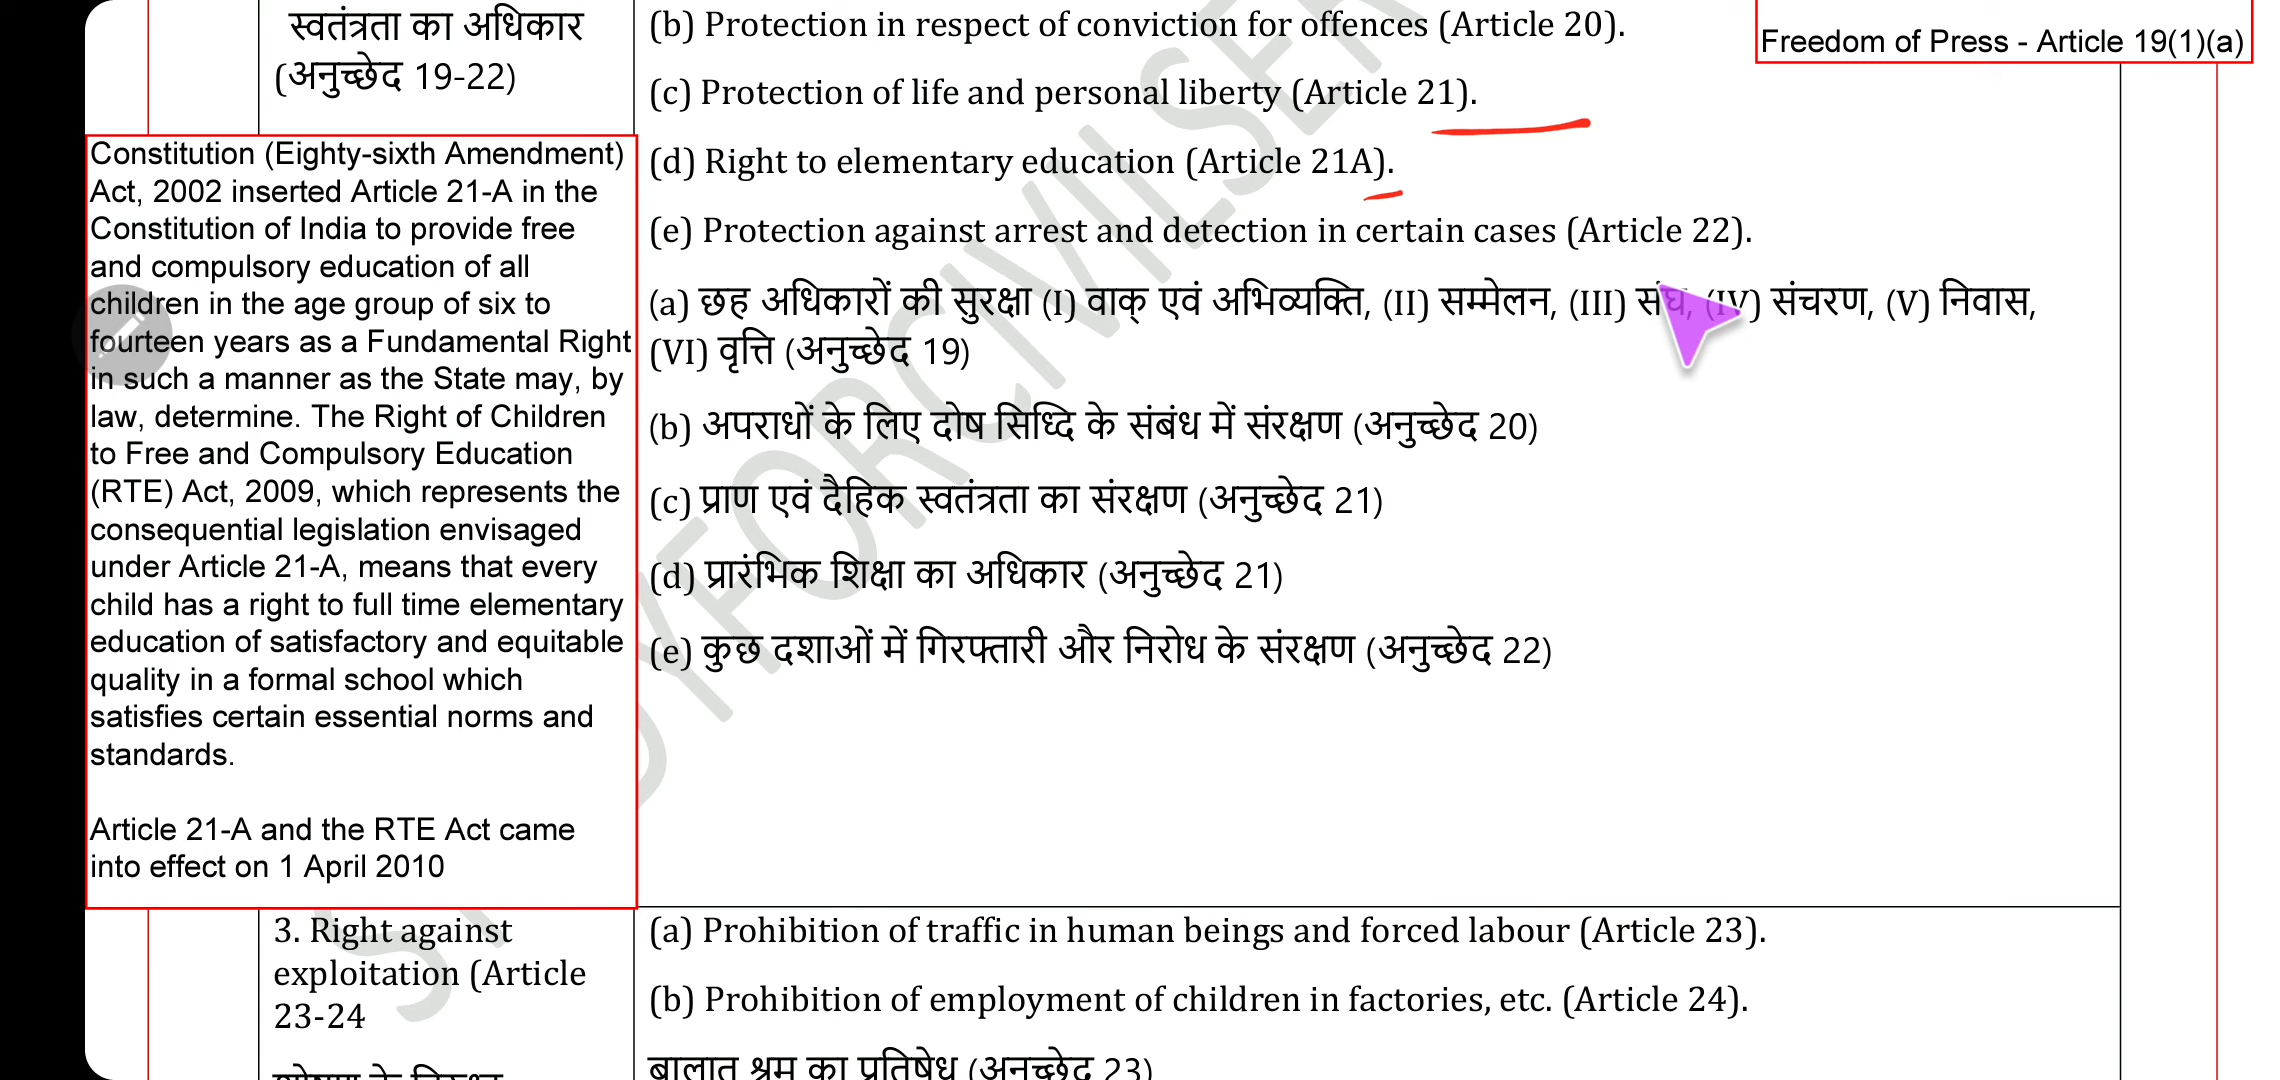 स्वतंत्रता का अधिकार
(अनुच्छेद 19-22)
(b) Protection in respect of conviction for offences (Article 20).
Freedom of Press - Article 19(1)(a)
(c) Protection of life and personal liberty (Article 21).
(d) Right to elementary education (Article 21A).
(e) Protection against arrest and detection in certain cases (Article 22).
(a) छह अधिकारों की सुरक्षा (I) वाक् एवं अभिव्यक्ति, (II) सम्मेलन, (III) संघ, (IV) संचरण, (V) निवास,
(VI) वृत्ति (अनुच्छेद 19)
(b) अपराधों के लिए दोष सिध्दि के संबंध में संरक्षण (अनुच्छेद 20)
(c) प्राण एवं दैहिक स्वतंत्रता का संरक्षण (अनुच्छेद 21)
(d) प्रारंभिक शिक्षा का अधिकार (अनुच्छेद 21)
(e) कुछ दशाओं में गिरफ्तारी और निरोध के संरक्षण (अनुच्छेद 22)
Constitution (Eighty-sixth Amendment)
Act, 2002 inserted Article 21-A in the
Constitution of India to provide free
and compulsory education of all
children in the age group of six to
fourteen years as a Fundamental Right
in such a manner as the State may, by
law, determine. The Right of Children
to Free and Compulsory Education
(RTE) Act, 2009, which represents the
consequential legislation envisaged
under Article 21-A, means that every
child has a right to full time elementary
education of satisfactory and equitable
quality in a formal school which
satisfies certain essential norms and
standards.
Article 21-A and the RTE Act came
into effect on 1 April 2010
3. Right against
exploitation (Article
23-24
(a) Prohibition of traffic in human beings and forced labour (Article 23).
(b) Prohibition of employment of children in factories, etc. (Article 24).
बालात श्रम का प्रतिषेध (अनुच्छेद 23)